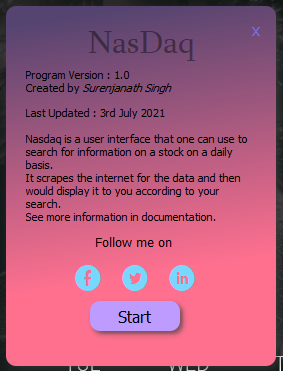 NasDaq
x
Program Version : 1.0
Created by Surenjanath Singh
Last Updated : 3rd July 2021
Nasdaq is a user interface that one can use to
search for information on a stock on a daily
basis.
It scrapes the internet for the data and then
would display it to you according to your
search.
See more information in documentation.
Follow me on
Start
TUE WED T